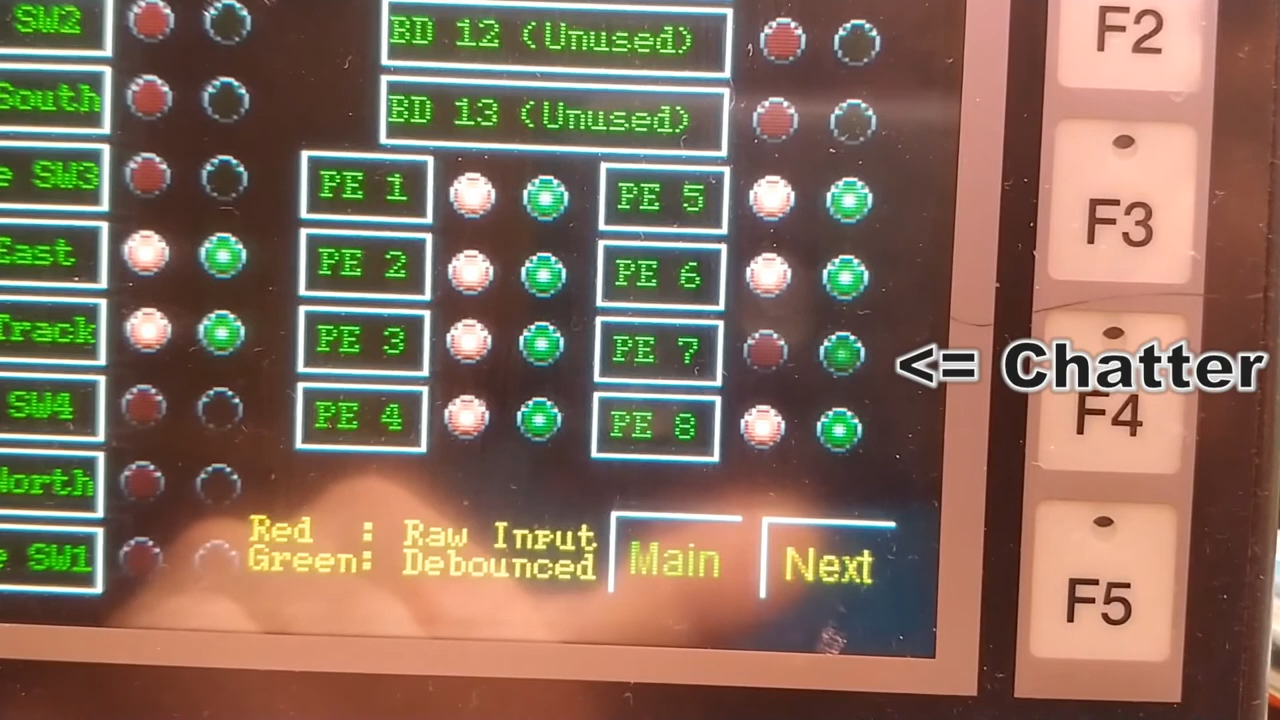 SW2
BD 12 (Unused)
F2
South
BD 13 (Unused)
e SW3
PE 1
PE 5
F3
East
PE 2
PE 6
Track
PE 3
PE 7
<= Chatter
SW4
PE 4
PE 8
F4
North
Red : Raw Input
Green: Debounced
Main
Next
e SW1
F5